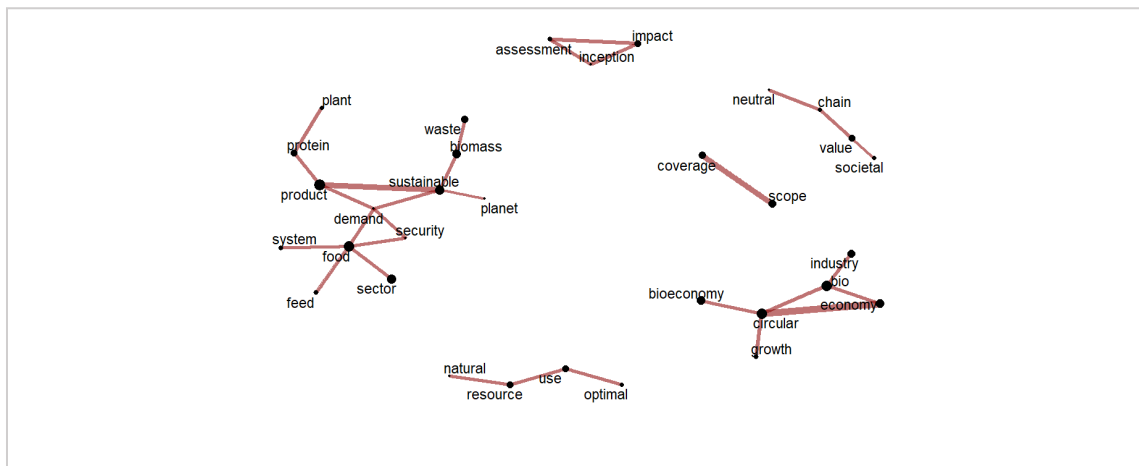 impact
assessment
inception
plant
protein
waste
biomass
product
sustainable
planet
demand
security
system
food
feed
sector
neutral
chain
value
societal
coverage
scope
industry
bio
bioeconomy
economy
circular
growth
natural
use
resource
optimal